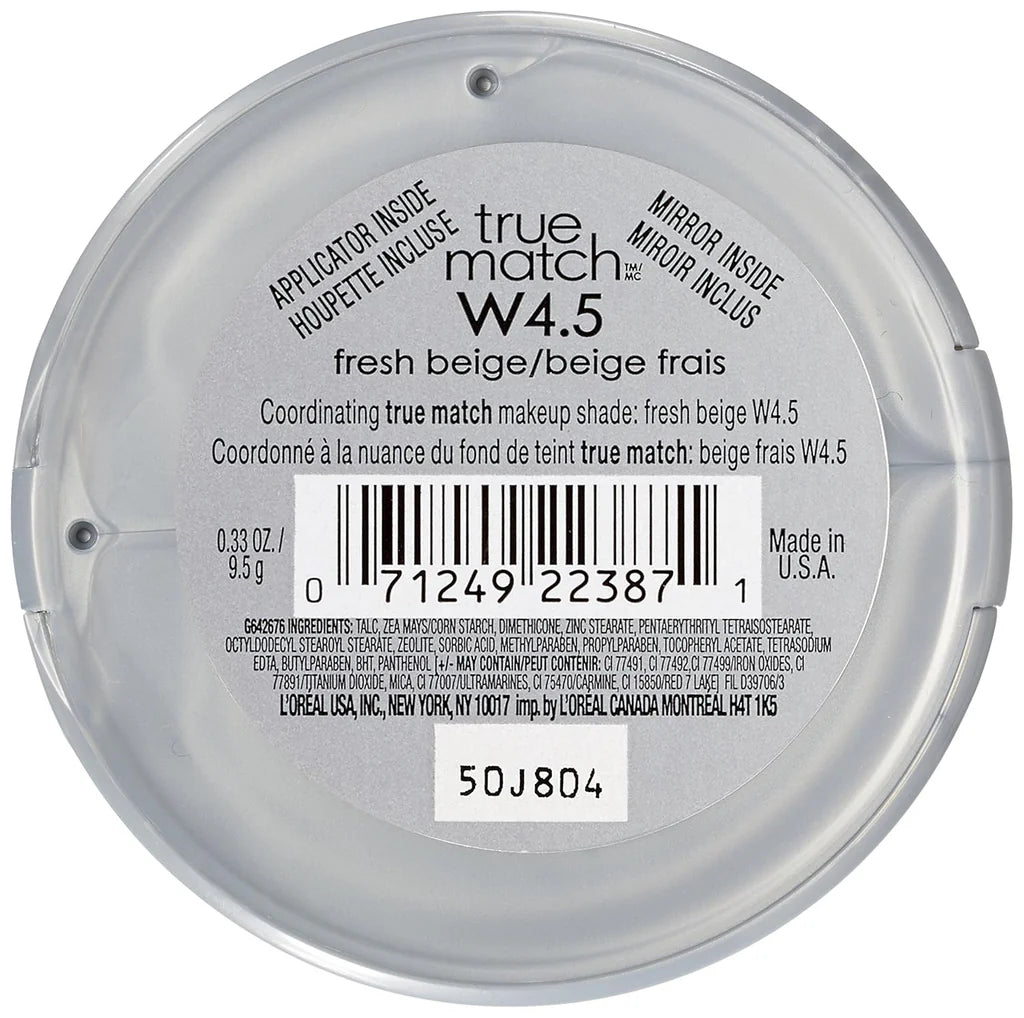 APPLICATOR INSIDE
HOUPETTE INCLUSE
true
match TM/MC
MIRROR INSIDE
MIROIR INCLUS
W4.5
fresh beige/beige frais
Coordinating true match makeup shade: fresh beige W4.5
Coordonné à la nuance du fond de teint true match: beige frais W4.5
0.33 OZ./
9.5 g
0 71249 22387 1
Made in
U.S.A.
G642676 INGREDIENTS: TALC, ZEA MAYS/CORN STARCH, DIMETHICONE, ZINC STEARATE, PENTAERYTHRITYL TETRAISOSTEARATE,
OCTYLDODECYL STEAROYL STEARATE, ZEOLITE, SORBIC ACID, METHYLPARABEN, PROPYLPARABEN, TOCOPHERYL ACETATE, TETRASODIUM
EDTA, BUTYLPARABEN, BHT, PANTHENOL [+/- MAY CONTAIN/PEUT CONTENIR: CI 77491, CI 77492,CI 77499/IRON OXIDES, CI
77891/TITANIUM DIOXIDE, MICA, CI 77007/ULTRAMARINES, CI 75470/CARMINE, CI 15850/RED 7 LAKE] FIL D39706/3
L'ORÉAL USA, INC., NEW YORK, NY 10017 imp. by L'ORÉAL CANADA MONTRÉAL H4T 1K5
50J804